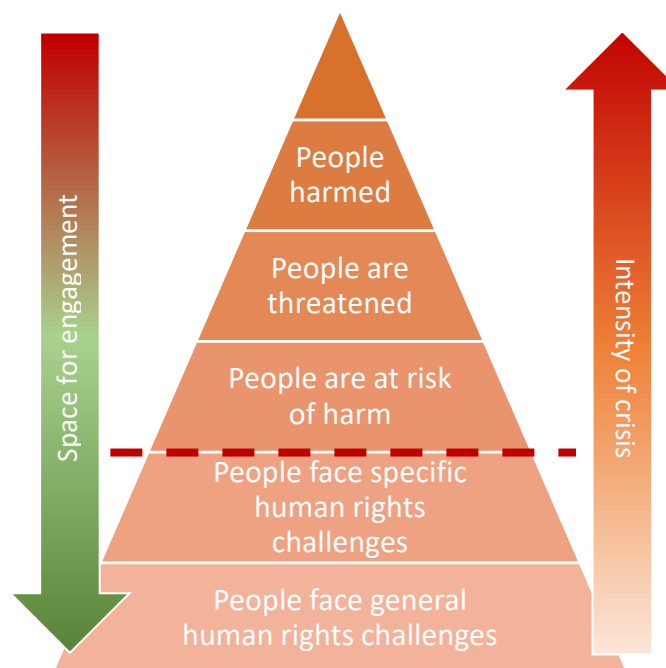 Space for engagement
People
harmed
People are
threatened
People are at risk
of harm
People face specific
human rights
challenges
People face general
human rights challenges
Intensity of crisis